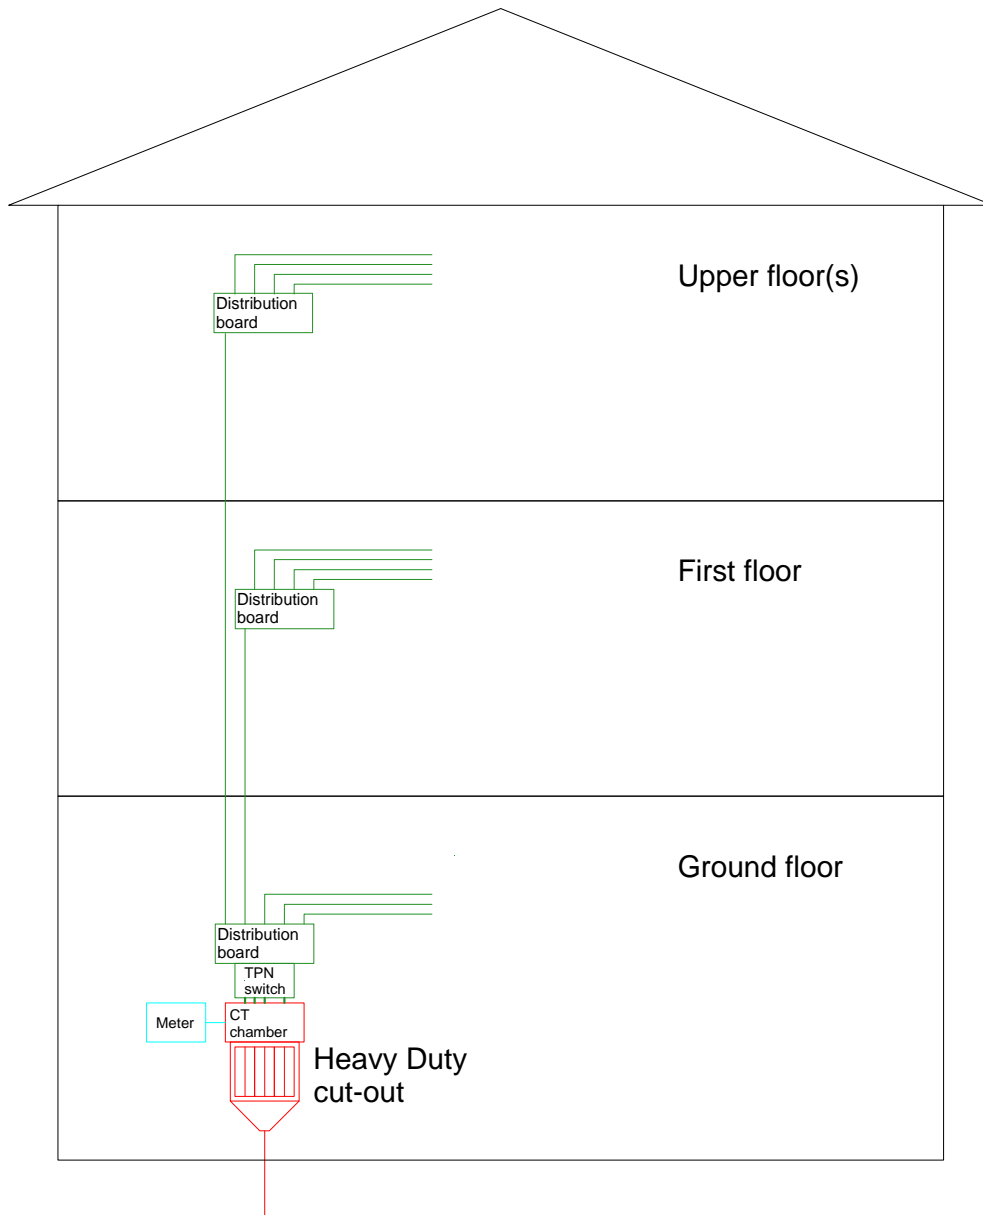 Upper floor(s)
Distribution
board
First floor
Distribution
board
Ground floor
Distribution
board
TPN
switch
CT
chamber
Meter
Heavy Duty
cut-out